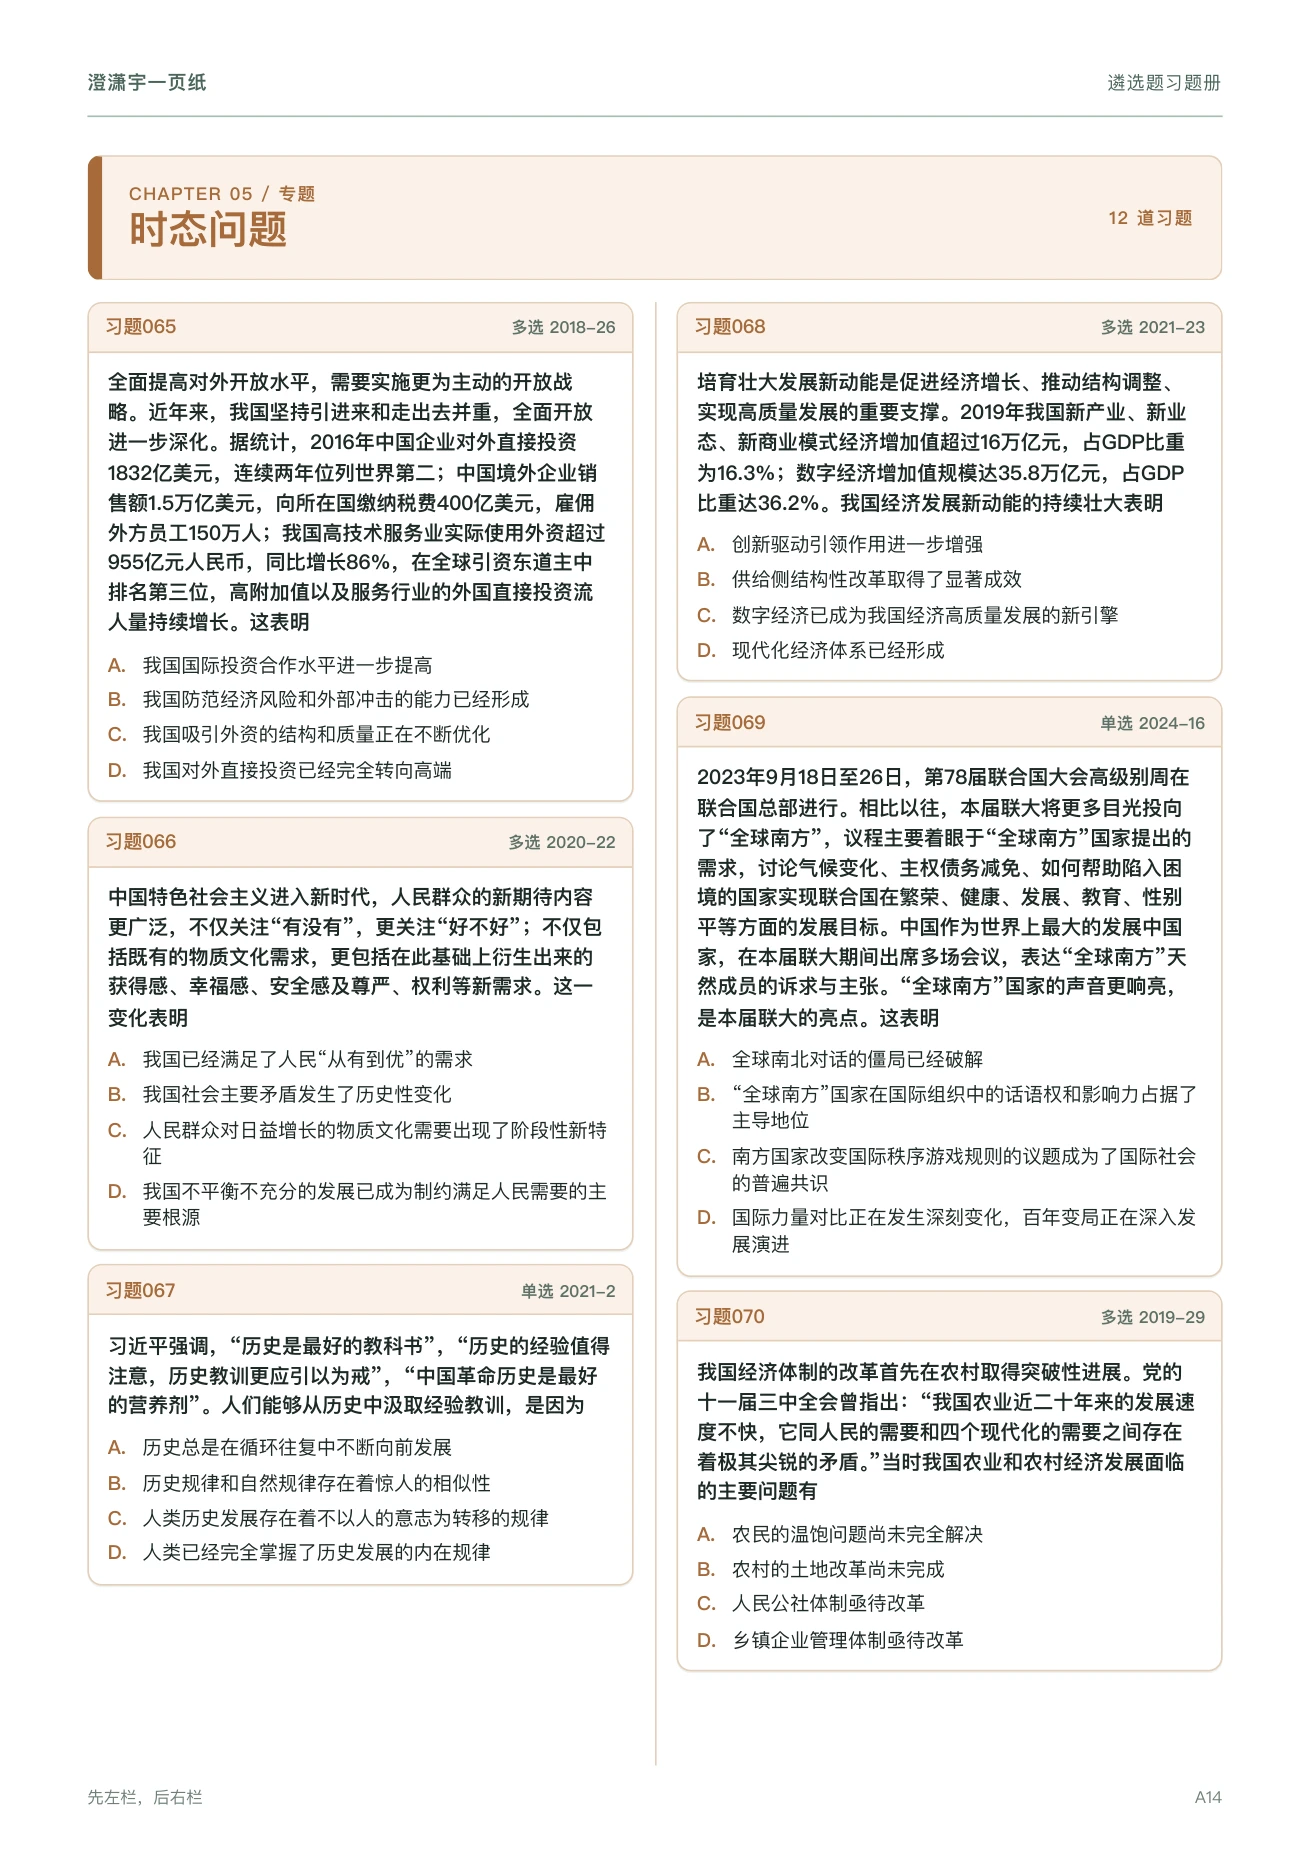 澄潇宇一页纸
遴选题习题册
CHAPTER 05 / 专题
时态问题
12 道习题
习题065
多选 2018–26
全面提高对外开放水平，需要实施更为主动的开放战
略。近年来，我国坚持引进来和走出去并重，全面开放
进一步深化。据统计，2016年中国企业对外直接投资
1832亿美元，连续两年位列世界第二；中国境外企业销
售额1.5万亿美元，向所在国缴纳税费400亿美元，雇佣
外方员工150万人；我国高技术服务业实际使用外资超过
955亿元人民币，同比增长86%，在全球引资东道主中
排名第三位，高附加值以及服务行业的外国直接投资流
人量持续增长。这表明
A. 我国国际投资合作水平进一步提高
B. 我国防范经济风险和外部冲击的能力已经形成
C. 我国吸引外资的结构和质量正在不断优化
D. 我国对外直接投资已经完全转向高端
习题066
多选 2020–22
中国特色社会主义进入新时代，人民群众的新期待内容
更广泛，不仅关注“有没有”，更关注“好不好”；不仅包
括既有的物质文化需求，更包括在此基础上衍生出来的
获得感、幸福感、安全感及尊严、权利等新需求。这一
变化表明
A. 我国已经满足了人民“从有到优”的需求
B. 我国社会主要矛盾发生了历史性变化
C. 人民群众对日益增长的物质文化需要出现了阶段性新特
征
D. 我国不平衡不充分的发展已成为制约满足人民需要的主
要根源
习题067
单选 2021–2
习近平强调，“历史是最好的教科书”，“历史的经验值得
注意，历史教训更应引以为戒”，“中国革命历史是最好
的营养剂”。人们能够从历史中汲取经验教训，是因为
A. 历史总是在循环往复中不断向前发展
B. 历史规律和自然规律存在着惊人的相似性
C. 人类历史发展存在着不以人的意志为转移的规律
D. 人类已经完全掌握了历史发展的内在规律
习题068
多选 2021–23
培育壮大发展新动能是促进经济增长、推动结构调整、
实现高质量发展的重要支撑。2019年我国新产业、新业
态、新商业模式经济增加值超过16万亿元，占GDP比重
为16.3%；数字经济增加值规模达35.8万亿元，占GDP
比重达36.2%。我国经济发展新动能的持续壮大表明
A. 创新驱动引领作用进一步增强
B. 供给侧结构性改革取得了显著成效
C. 数字经济已成为我国经济高质量发展的新引擎
D. 现代化经济体系已经形成
习题069
单选 2024–16
2023年9月18日至26日，第78届联合国大会高级别周在
联合国总部进行。相比以往，本届联大将更多目光投向
了“全球南方”，议程主要着眼于“全球南方”国家提出的
需求，讨论气候变化、主权债务减免、如何帮助陷入困
境的国家实现联合国在繁荣、健康、发展、教育、性别
平等方面的发展目标。中国作为世界上最大的发展中国
家，在本届联大期间出席多场会议，表达“全球南方”天
然成员的诉求与主张。“全球南方”国家的声音更响亮，
是本届联大的亮点。这表明
A. 全球南北对话的僵局已经破解
B. “全球南方”国家在国际组织中的话语权和影响力占据了
主导地位
C. 南方国家改变国际秩序游戏规则的议题成为了国际社会
的普遍共识
D. 国际力量对比正在发生深刻变化，百年变局正在深入发
展演进
习题070
多选 2019–29
我国经济体制的改革首先在农村取得突破性进展。党的
十一届三中全会曾指出：“我国农业近二十年来的发展速
度不快，它同人民的需要和四个现代化的需要之间存在
着极其尖锐的矛盾。”当时我国农业和农村经济发展面临
的主要问题有
A. 农民的温饱问题尚未完全解决
B. 农村的土地改革尚未完成
C. 人民公社体制亟待改革
D. 乡镇企业管理体制亟待改革
先左栏，后右栏
A14